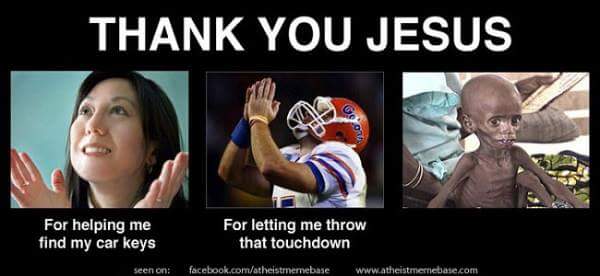 THANK YOU JESUS
Gators
For helping me
find my car keys
For letting me throw
that touchdown
seen on: facebook.com/atheistmemebase www.atheistmemebase.com